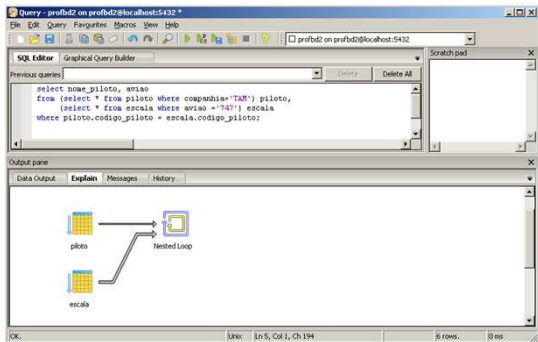 Query - profbd2 on profbd2@localhost:5432 *
File Edit Query Favourites Macros View Help
profbd2 on profbd2@localhost:5432
SQL Editor Graphical Query Builder
Scratch pad
Previous queries Delete Delete All
select nome_piloto, aviao
from (select * from piloto where companhia='TAM') piloto,
(select * from escala where aviao ='747') escala
where piloto.codigo_piloto = escala.codigo_piloto;
Output pane
Data Output Explain Messages History
piloto
Nested Loop
escala
OK. Unix Ln 5, Col 1, Ch 194 6 rows. 0 ms